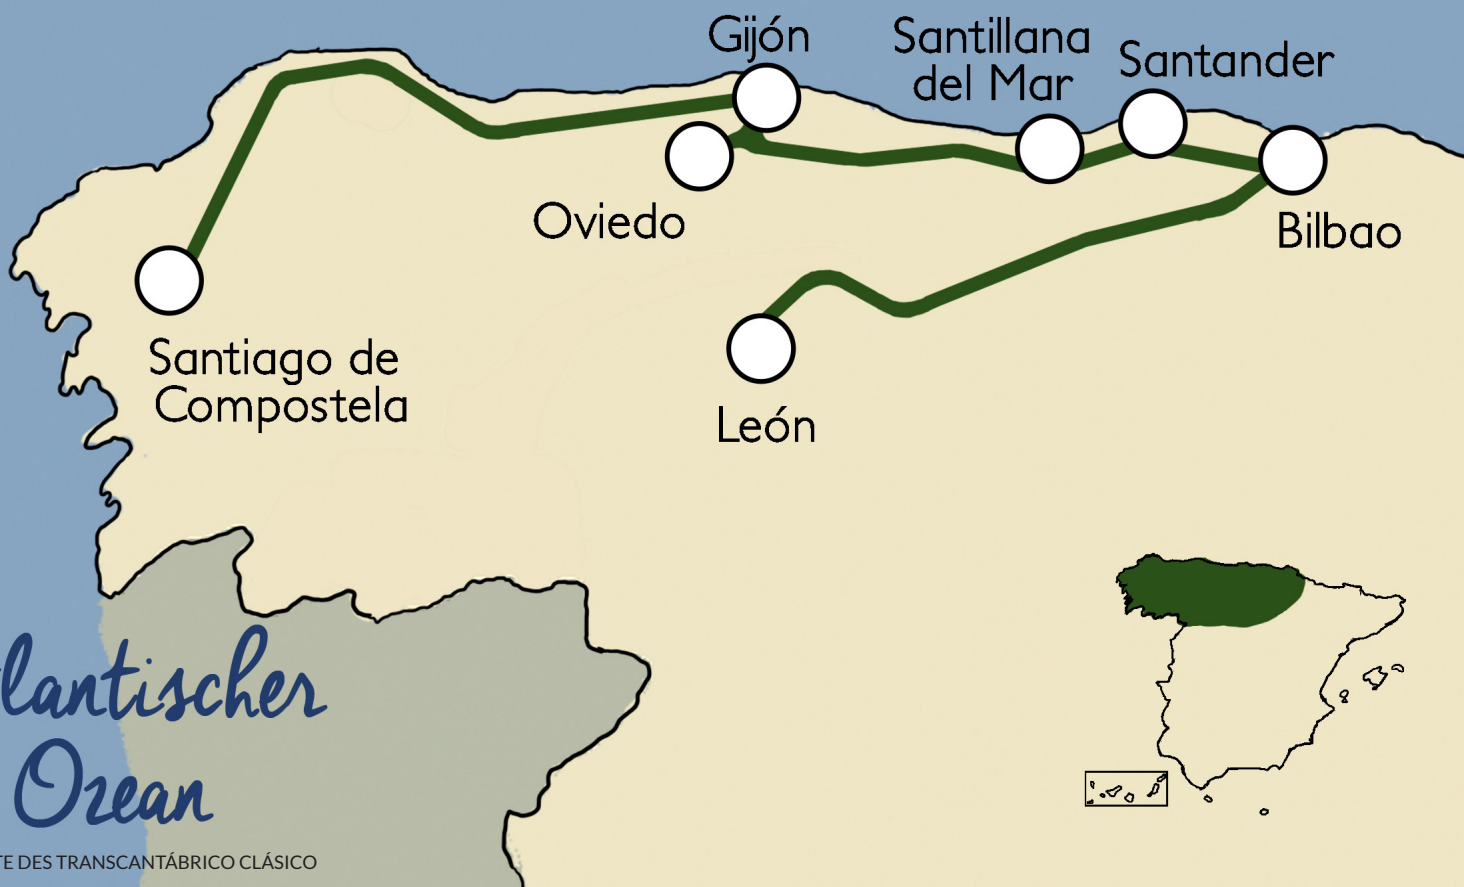 Gijón
Santillana
del Mar
Santander
Oviedo
Bilbao
Santiago de
Compostela
León
lantischer
Ozean
TE DES TRANSCANTÁBRICO CLÁSICO